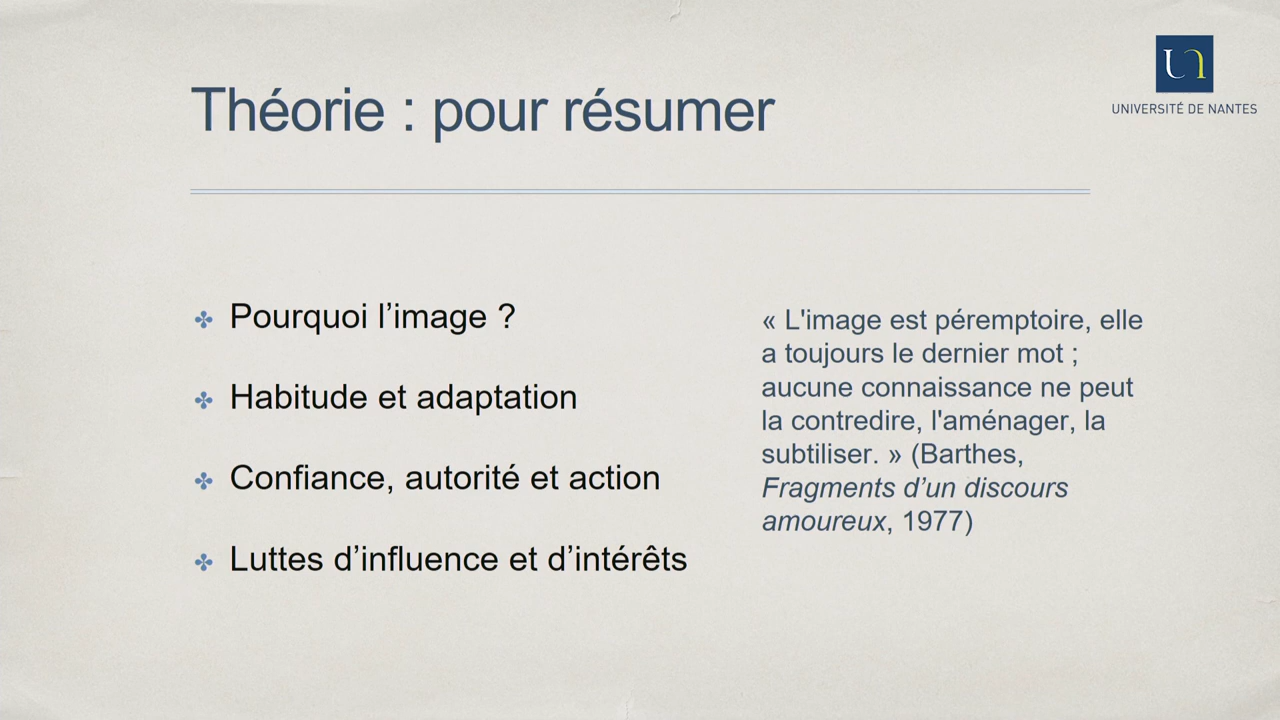 UNIVERSITÉ DE NANTES
Théorie : pour résumer
Pourquoi l’image ?
Habitude et adaptation
Confiance, autorité et action
Luttes d’influence et d’intérêts
« L'image est péremptoire, elle
a toujours le dernier mot ;
aucune connaissance ne peut
la contredire, l'aménager, la
subtiliser. » (Barthes,
Fragments d’un discours
amoureux, 1977)